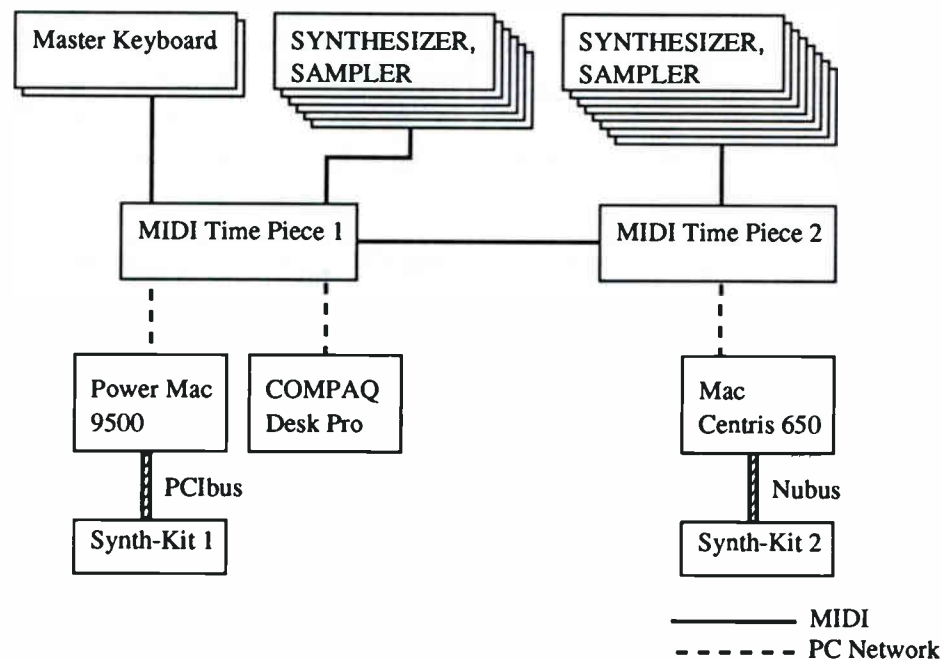 Master Keyboard
SYNTHESIZER,
SAMPLER
SYNTHESIZER,
SAMPLER
MIDI Time Piece 1
MIDI Time Piece 2
Power Mac
9500
COMPAQ
Desk Pro
Mac
Centris 650
PCIbus
Nubus
Synth-Kit 1
Synth-Kit 2
MIDI
PC Network